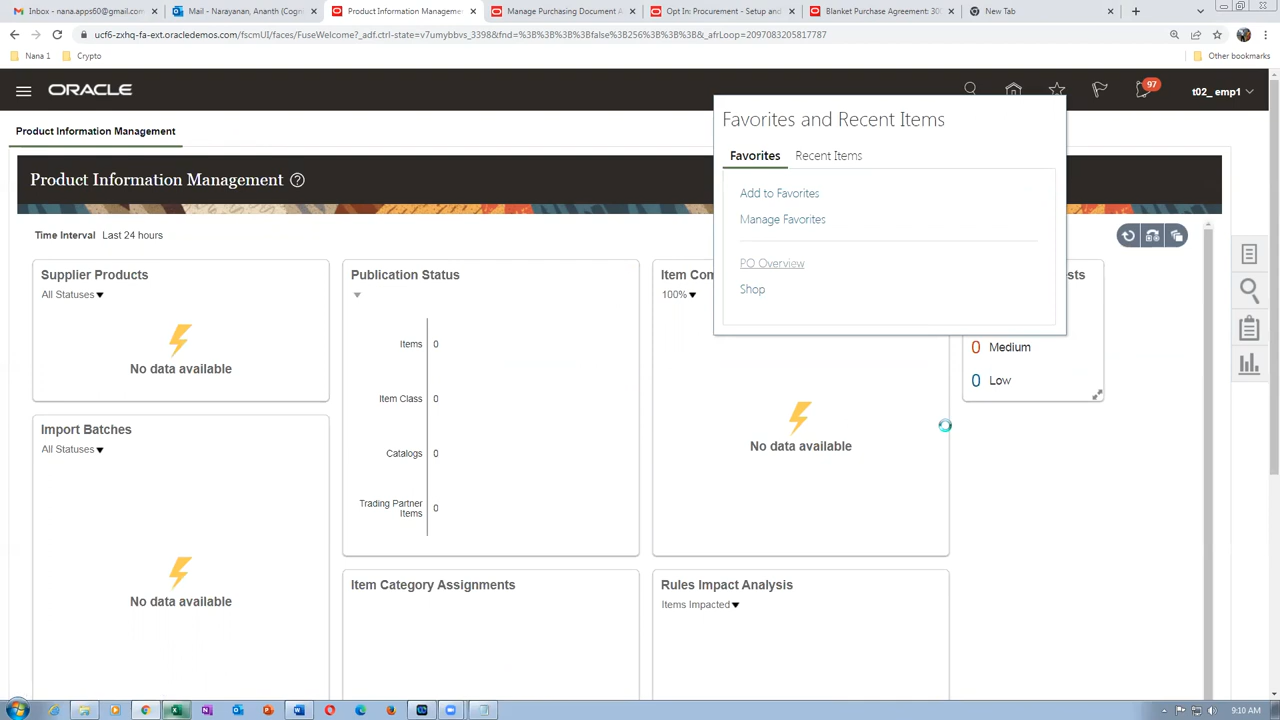 Inbox - nana.apps60@gmail.com
Mail - Narayanan, Ananth (Cogn
Product Information Manageme
Manage Purchasing Document A
Opt In: Procurement - Setup and
Blanket Purchase Agreement: 30
New Tab
ucf6-zxhq-fa-ext.oracledemos.com/fscmUI/faces/FuseWelcome?_adf.ctrl-state=v7umybbvs_3398&fnd=%3B%3B%3B%3Bfalse%3B256%3B%3B%3B&_afrLoop=2097083205817787
Nana 1
Crypto
Other bookmarks
ORACLE
97
t02_ emp1
Product Information Management
Favorites and Recent Items
Favorites
Recent Items
Add to Favorites
Manage Favorites
PO Overview
Shop
Product Information Management
Time Interval Last 24 hours
Supplier Products
All Statuses
No data available
Publication Status
Items 0
Item Class 0
Catalogs 0
Trading Partner
Items 0
Item Con
100%
No data available
sts
0 Medium
0 Low
Import Batches
All Statuses
No data available
Item Category Assignments
Rules Impact Analysis
Items Impacted
9:10 AM